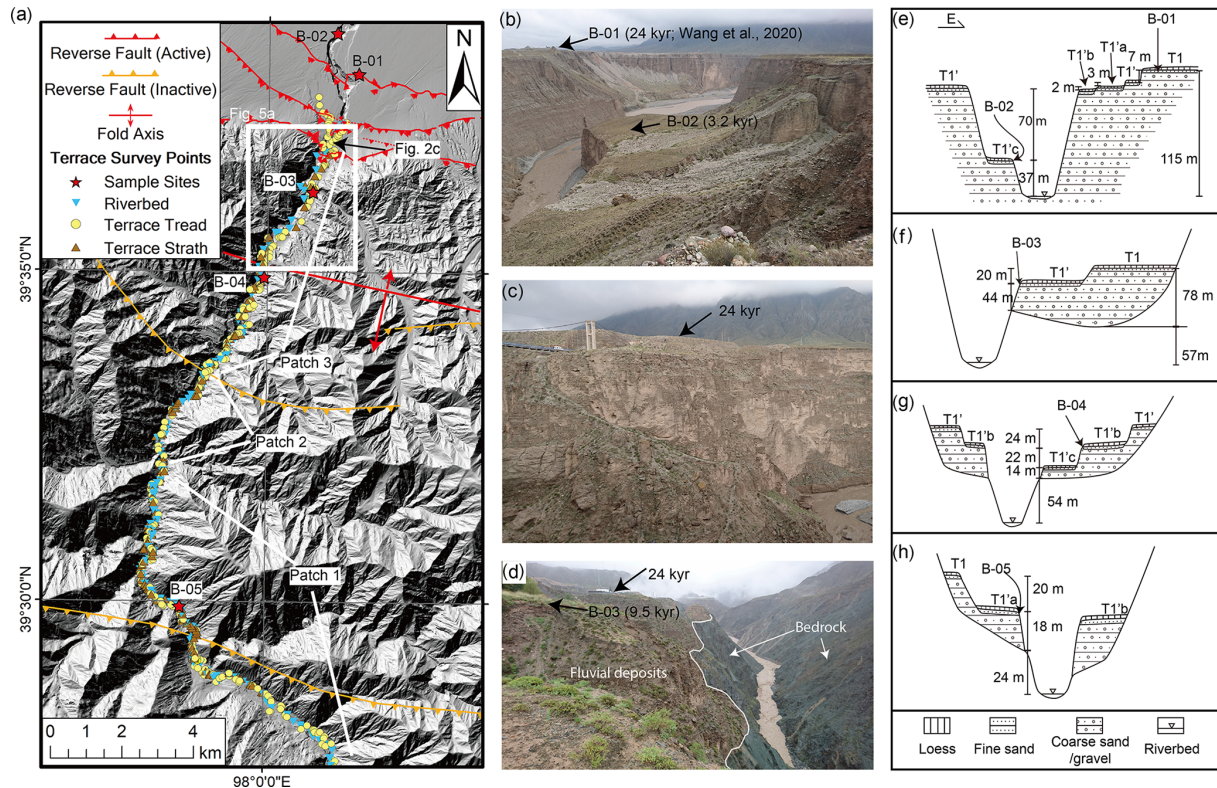 (a)
Reverse Fault (Active)
Reverse Fault (Inactive)
Fold Axis
Terrace Survey Points
Sample Sites
Riverbed
Terrace Tread
Terrace Strath
N
B-02
B-01
Fig. 5a
Fig. 2c
B-03
B-04
Patch 3
Patch 2
Patch 1
B-05
39°35'0"N
39°30'0"N
98°0'0"E
0 2 4
km
(b)
B-01 (24 kyr; Wang et al., 2020)
B-02 (3.2 kyr)
(c)
24 kyr
(d)
24 kyr
B-03 (9.5 kyr)
Bedrock
Fluvial deposits
(e)
E
B-01
T1'
T1'b
T1'a
T1'
7 m
T1
3 m
2 m
B-02
70 m
T1'c
37 m
115 m
(f)
B-03
T1'
T1
20 m
44 m
78 m
57m
(g)
B-04
T1'
T1'b
24 m
T1'b
T1'
22 m
T1'c
14 m
54 m
(h)
T1
B-05
T1'a
20 m
T1'b
18 m
24 m
Loess
Fine sand
Coarse sand
/gravel
Riverbed